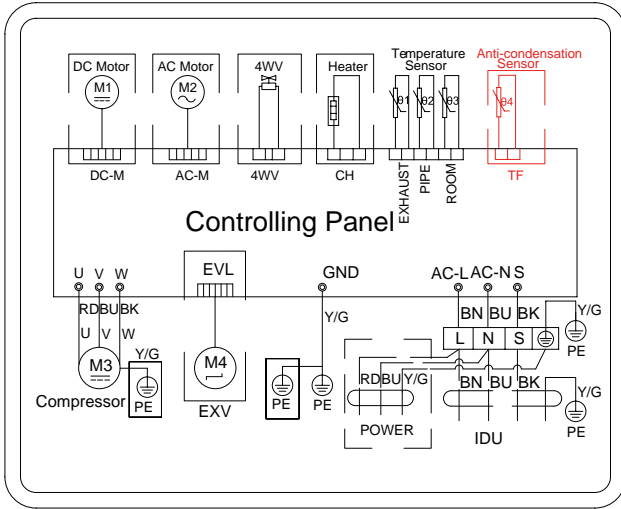 DC Motor AC Motor 4WV Heater Temperature Sensor Anti-condensation Sensor
M1 M2
θ1 θ2 θ3 θ4
DC-M AC-M 4WV CH EXHAUST PIPE ROOM TF
Controlling Panel
U V W EVL GND AC-L AC-N S
RD BU BK Y/G BN BU BK Y/G
U V W L N S PE
M3 Y/G M4 RD BU Y/G BN BU BK Y/G
Compressor PE EXV PE PE POWER IDU PE